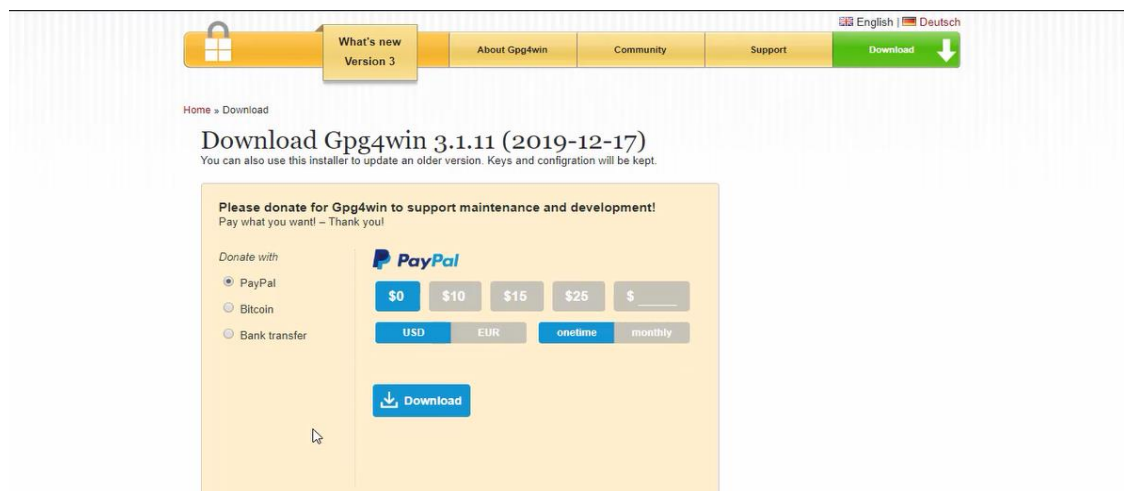 English | Deutsch
What's new
Version 3
About Gpg4win
Community
Support
Download
Home » Download
Download Gpg4win 3.1.11 (2019-12-17)
You can also use this installer to update an older version. Keys and configration will be kept.
Please donate for Gpg4win to support maintenance and development!
Pay what you want! – Thank you!
Donate with
PayPal
Bitcoin
Bank transfer
PayPal
$0
$10
$15
$25
$ _____
USD
EUR
onetime
monthly
Download